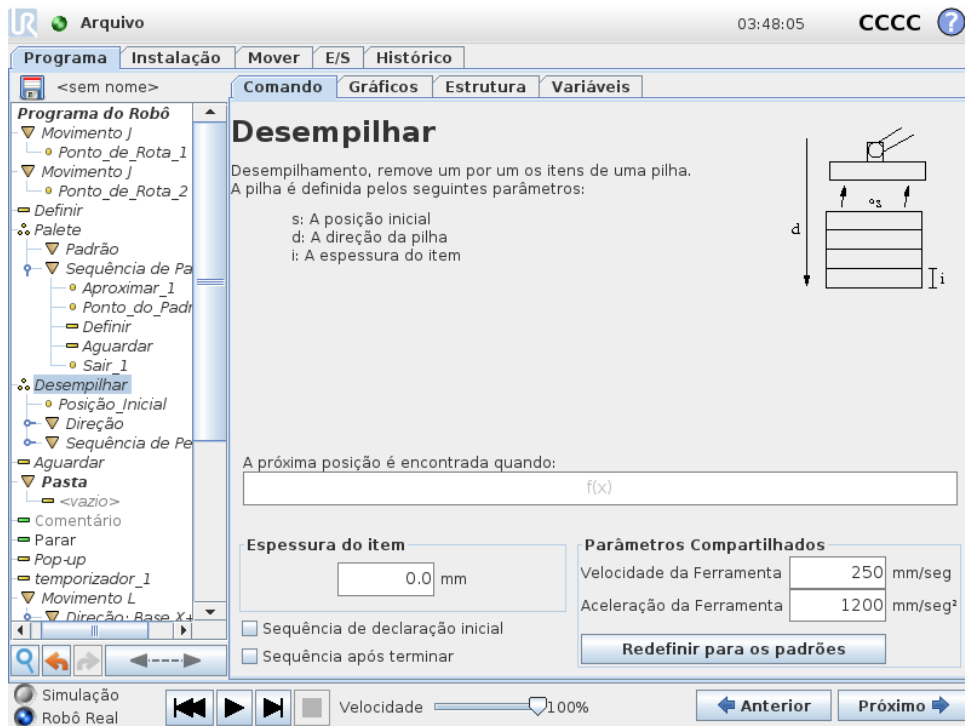 UR Arquivo 03:48:05 CCCC ?
Programa Instalação Mover E/S Histórico
<sem nome>
Comando Gráficos Estrutura Variáveis
Programa do Robô
Movimento J
Ponto_de_Rota_1
Movimento J
Ponto_de_Rota_2
Definir
Palete
Padrão
Sequência de Pa
Aproximar_1
Ponto_do_Padr
Definir
Aguardar
Sair_1
Desempilhar
Posição_Inicial
Direção
Sequência de Pe
Aguardar
Pasta
<vazio>
Comentário
Parar
Pop-up
temporizador_1
Movimento L
Direção: Base X+
Desempilhar
Desempilhamento, remove um por um os itens de uma pilha.
A pilha é definida pelos seguintes parâmetros:
s: A posição inicial
d: A direção da pilha
i: A espessura do item
s
d
i
A próxima posição é encontrada quando:
f(x)
Espessura do item
0.0 mm
Sequência de declaração inicial
Sequência após terminar
Parâmetros Compartilhados
Velocidade da Ferramenta 250 mm/seg
Aceleração da Ferramenta 1200 mm/seg²
Redefinir para os padrões
Simulação
Robô Real
Velocidade 100%
Anterior Próximo